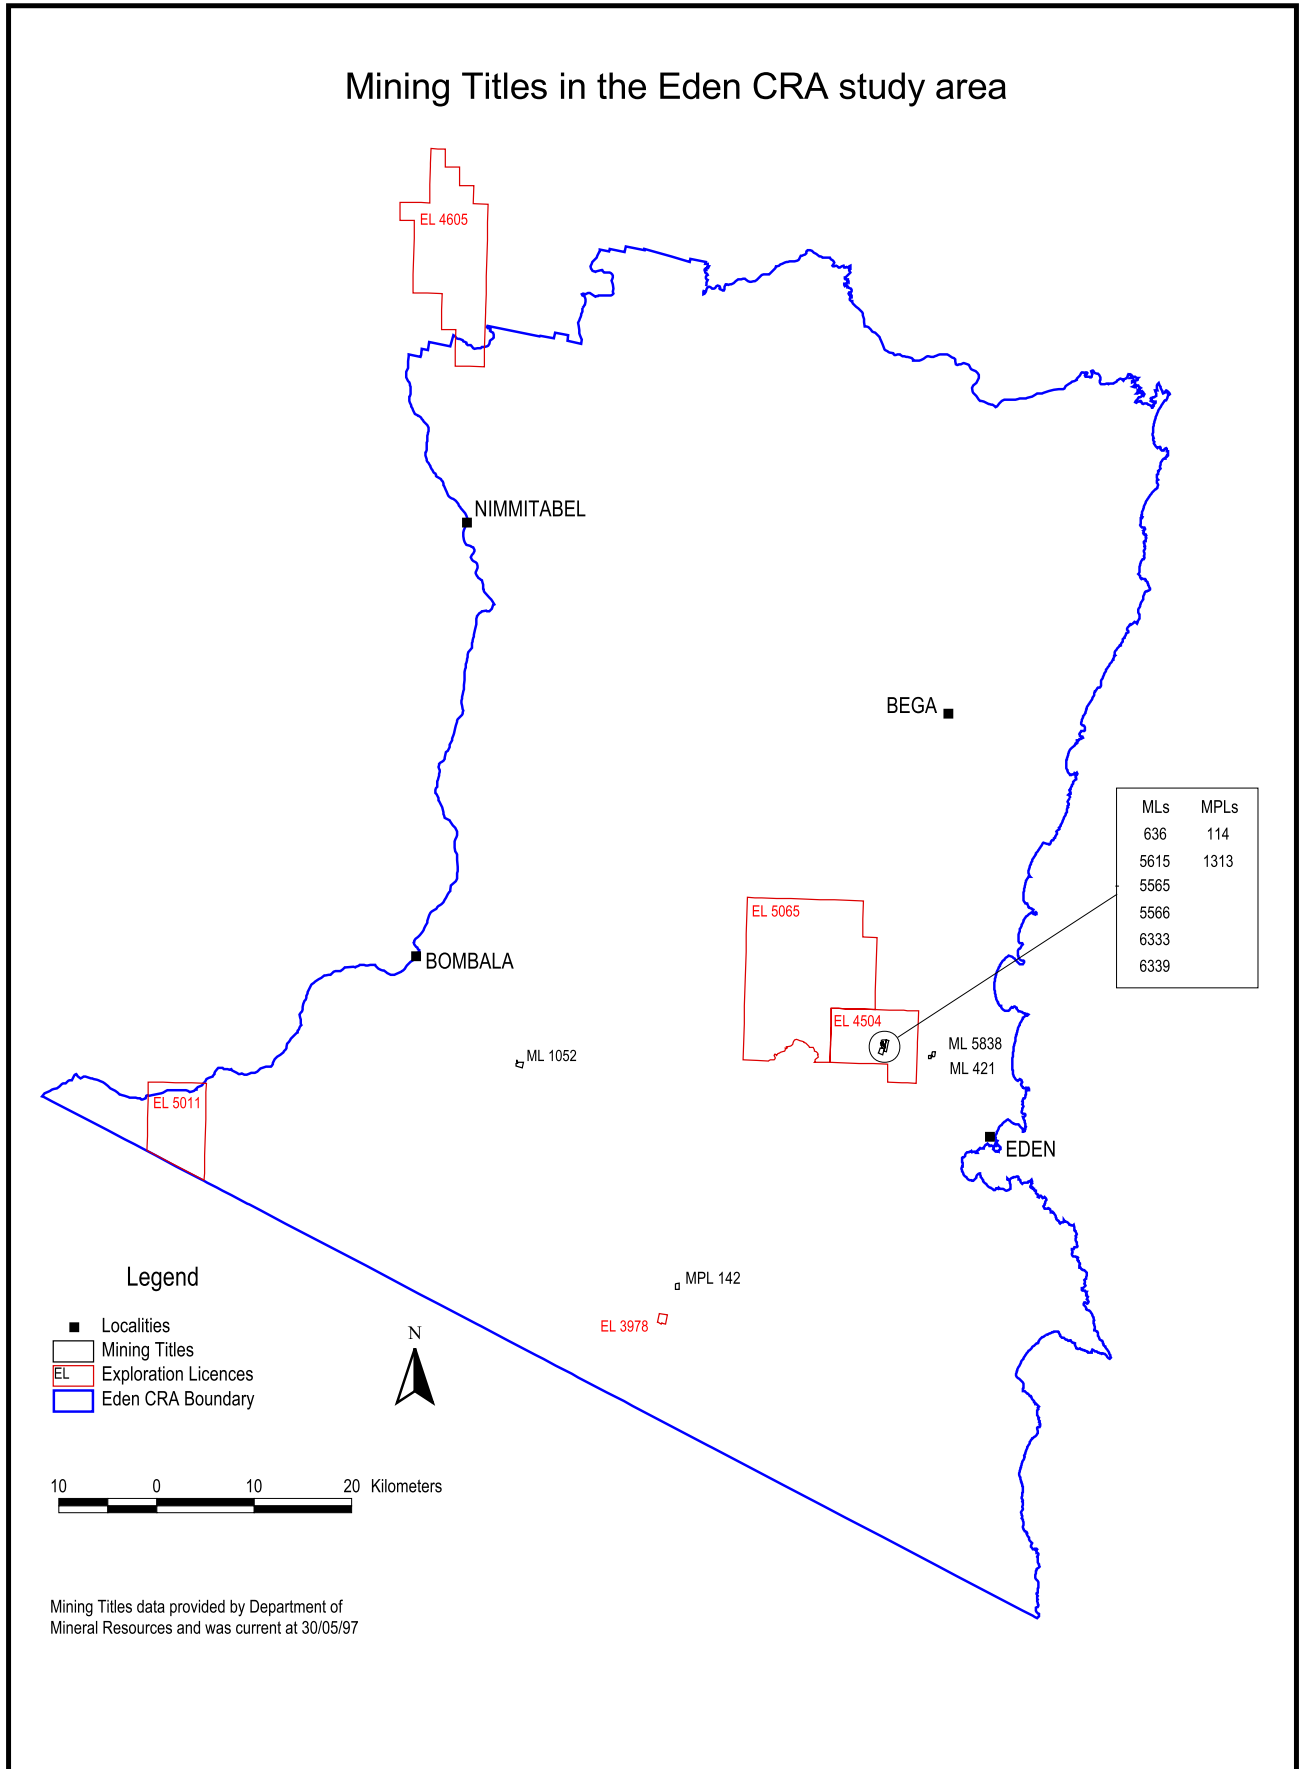 Mining Titles in the Eden CRA study area
EL 4605
NIMMITABEL
BEGA
MLs MPLs
636 114
5615 1313
5565
5566
6333
6339
EL 5065
BOMBALA
EL 4504
ML 5838
ML 421
ML 1052
EL 5011
EDEN
MPL 142
EL 3978
Legend
Localities
Mining Titles
EL Exploration Licences
Eden CRA Boundary
N
10 0 10 20 Kilometers
Mining Titles data provided by Department of
Mineral Resources and was current at 30/05/97